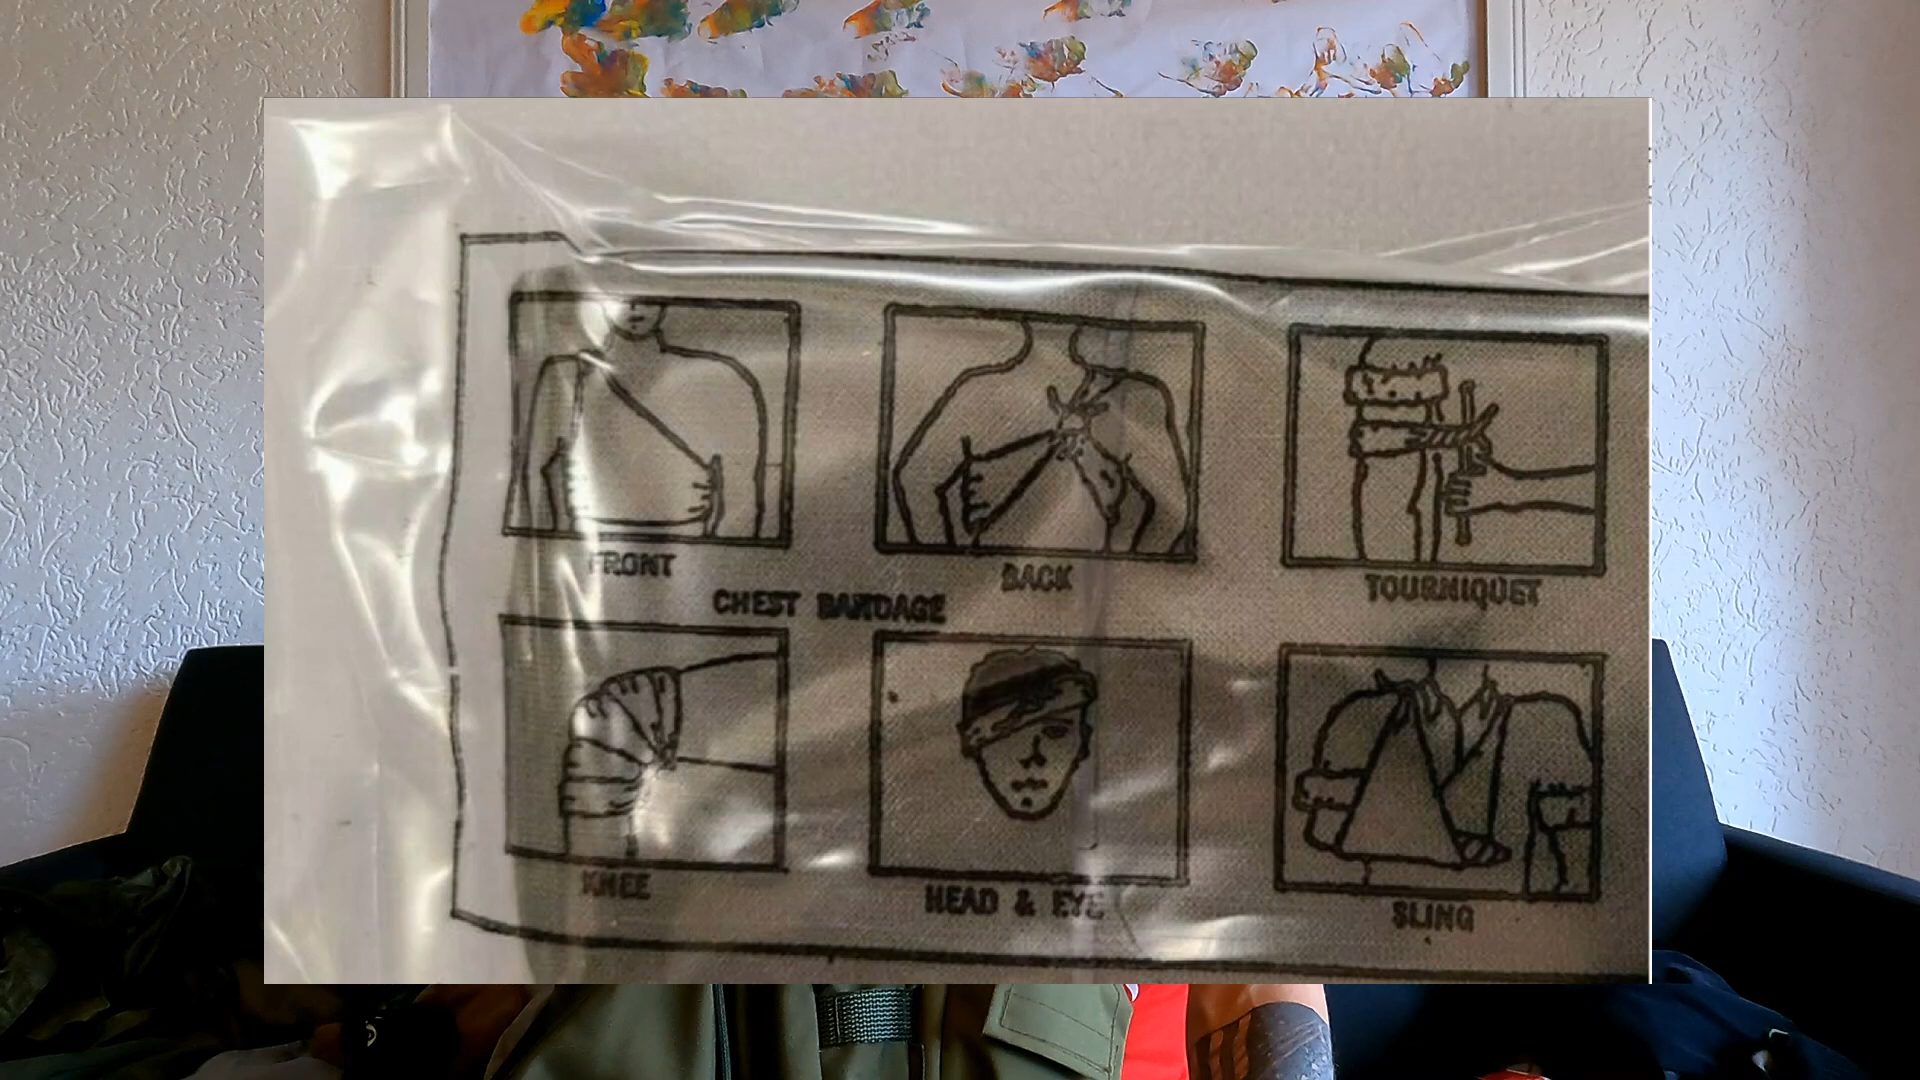 FRONT
BACK
TOURNIQUET
CHEST BANDAGE
KNEE
HEAD & EYE
SLING